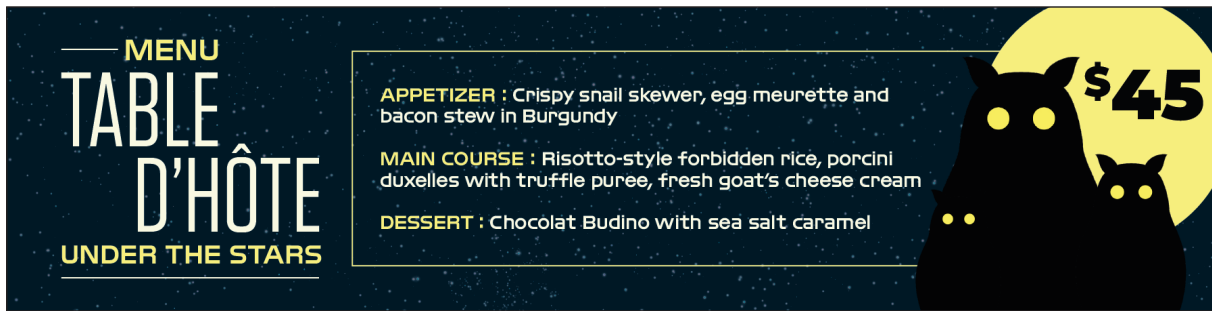 MENU
TABLE
D'HÔTE
UNDER THE STARS
APPETIZER : Crispy snail skewer, egg meurette and
bacon stew in Burgundy
MAIN COURSE : Risotto-style forbidden rice, porcini
duxelles with truffle puree, fresh goat's cheese cream
DESSERT : Chocolat Budino with sea salt caramel
$45